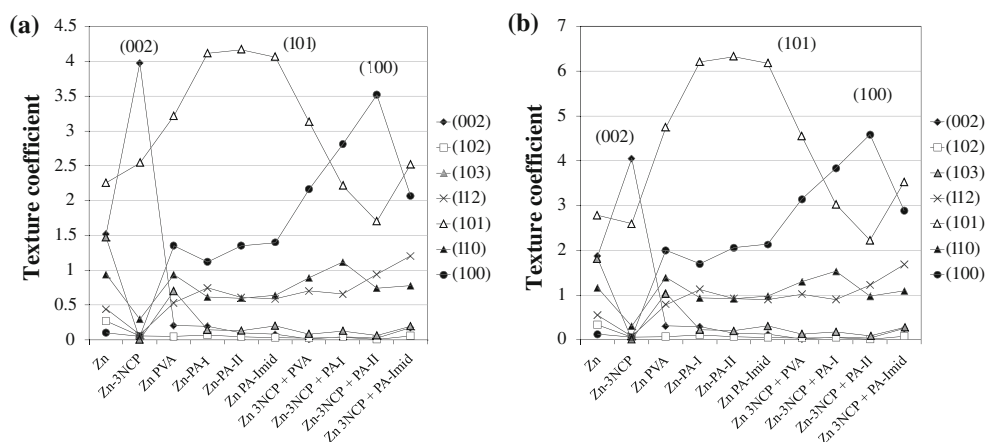 (a)
Texture coefficient
4.5
4
3.5
3
2.5
2
1.5
1
0.5
0
(002)
(101)
(100)
Zn
Zn-3NCP
Zn PVA
Zn-PA-I
Zn-PA-II
Zn PA-Imid
Zn 3NCP + PVA
Zn-3NCP + PA-I
Zn-3NCP + PA-II
Zn 3NCP + PA-Imid
(002)
(102)
(103)
(112)
(101)
(110)
(100)
(b)
Texture coefficient
7
6
5
4
3
2
1
0
(002)
(101)
(100)
Zn
Zn-3NCP
Zn PVA
Zn-PA-I
Zn-PA-II
Zn PA-Imid
Zn 3NCP + PVA
Zn-3NCP + PA-I
Zn-3NCP + PA-II
Zn 3NCP + PA-Imid
(002)
(102)
(103)
(112)
(101)
(110)
(100)